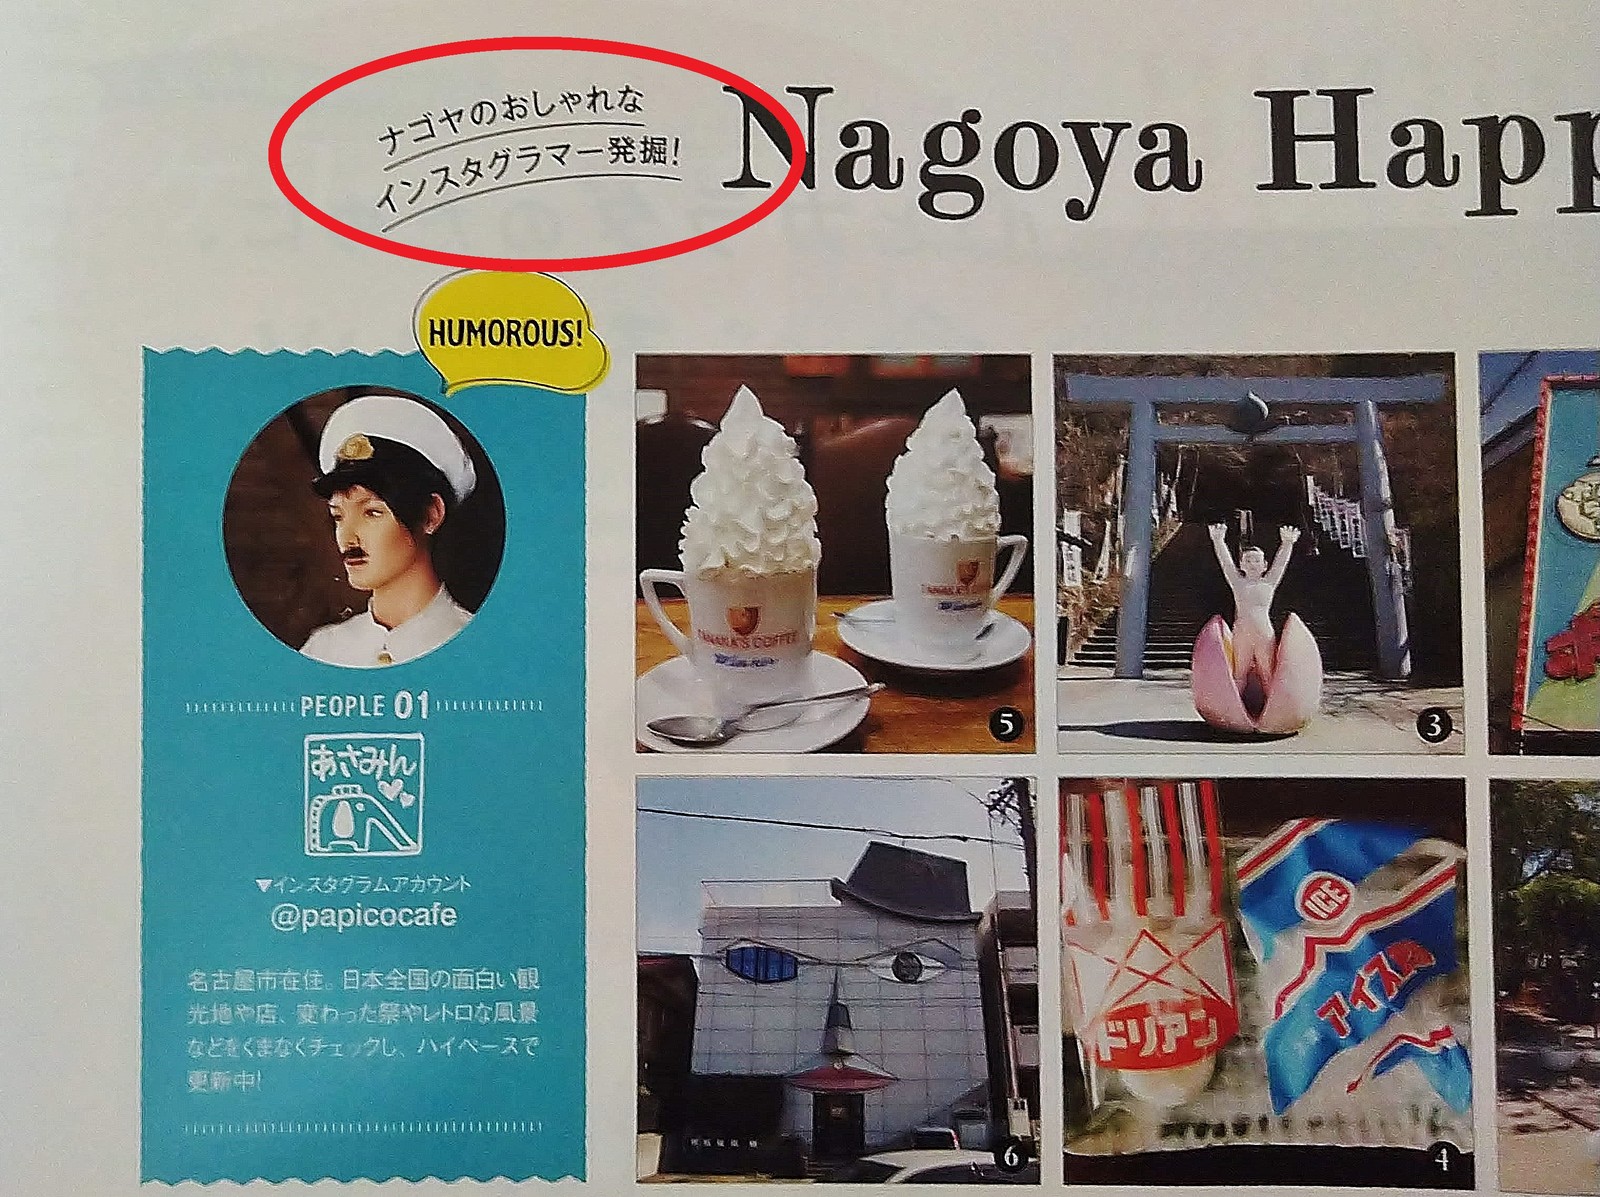 ナゴヤのおしゃれな
インスタグラマー発掘!
Nagoya Happ
HUMOROUS!
PEOPLE 01
あさみん
▼インスタグラムアカウント
@papicocafe
名古屋市在住。日本全国の面白い観
光地や店、変わった祭やレトロな風景
などをくまなくチェックし、ハイペースで
更新中!
TANAKA'S COFFEE
5
3
6
ドリアン
ICE
アイス
4